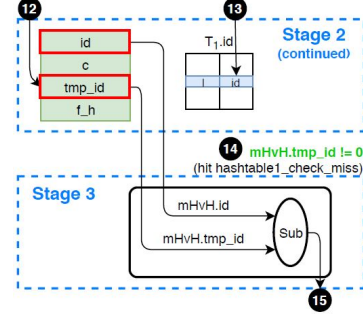 12
13
id
c
tmp_id
f_h
T1.id
l
id
Stage 2
(continued)
14
mHvH.tmp_id != 0
(hit hashtable1_check_miss)
Stage 3
mHvH.id
mHvH.tmp_id
Sub
15